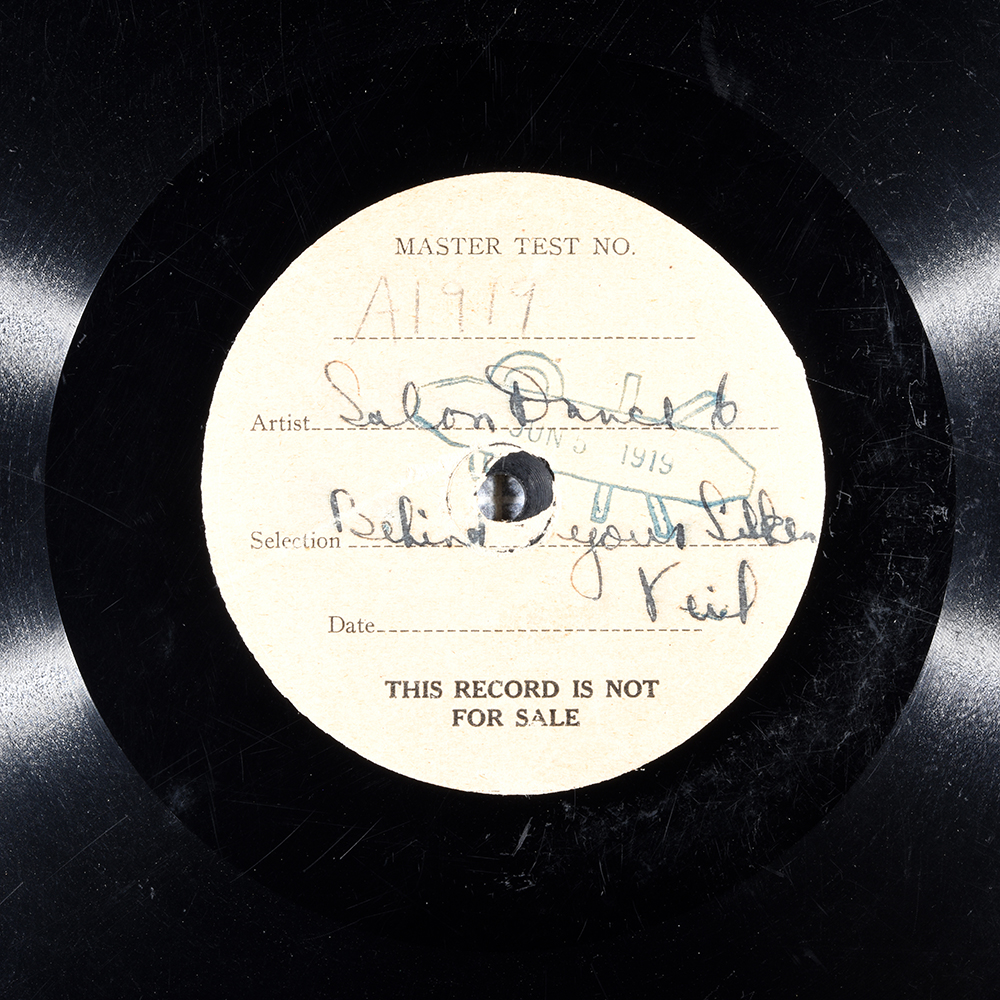 MASTER TEST NO.
A1919
Artist Salon Dance O
JUN 5 1919
Selection Behind your Silken
Veil
Date
THIS RECORD IS NOT
FOR SALE